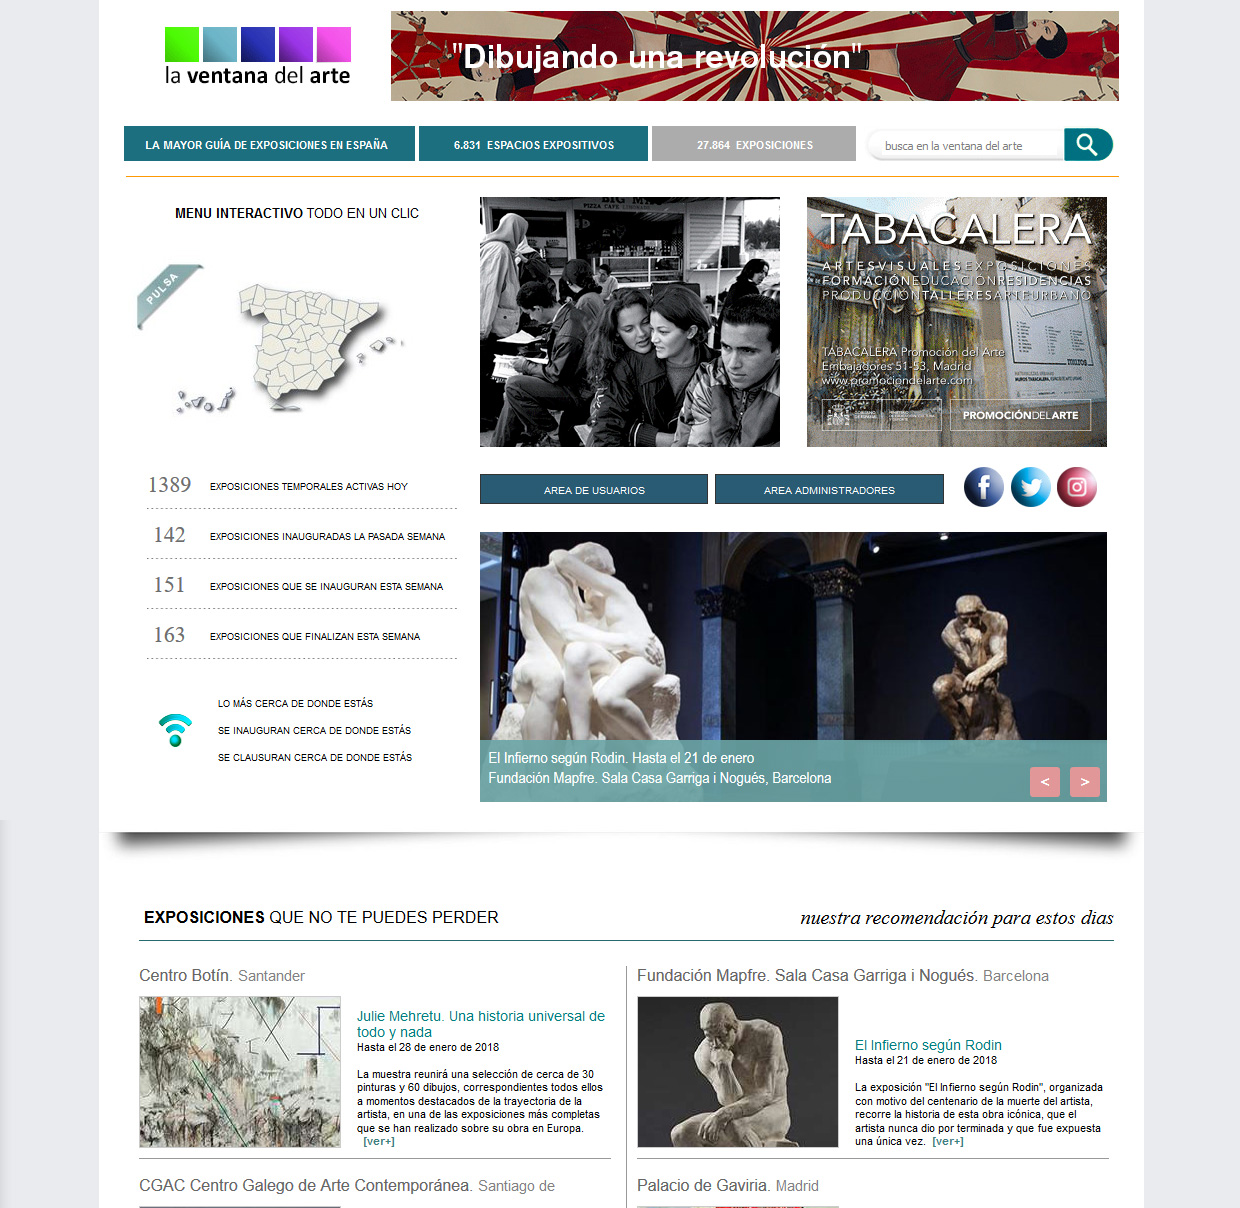 la ventana del arte
"Dibujando una revolución"
LA MAYOR GUÍA DE EXPOSICIONES EN ESPAÑA
6.831 ESPACIOS EXPOSITIVOS
27.864 EXPOSICIONES
busca en la ventana del arte
MENU INTERACTIVO TODO EN UN CLIC
PULSA
BIG MA
PIZZA CAFE LEMONADE
TABACALERA
ARTESVISUALESEXPOSICIONES
FORMACIÓNEDUCACIÓNRESIDENCIAS
PRODUCCIÓNTALLERESARTEURBANO
TABACALERA Promoción del Arte
Embajadores 51-53, Madrid
www.promociondelarte.com
PROMOCIÓNDELARTE
1389 EXPOSICIONES TEMPORALES ACTIVAS HOY
142 EXPOSICIONES INAUGURADAS LA PASADA SEMANA
151 EXPOSICIONES QUE SE INAUGURAN ESTA SEMANA
163 EXPOSICIONES QUE FINALIZAN ESTA SEMANA
LO MÁS CERCA DE DONDE ESTÁS
SE INAUGURAN CERCA DE DONDE ESTÁS
SE CLAUSURAN CERCA DE DONDE ESTÁS
AREA DE USUARIOS
AREA ADMINISTRADORES
El Infierno según Rodin. Hasta el 21 de enero
Fundación Mapfre. Sala Casa Garriga i Nogués, Barcelona
< >
EXPOSICIONES QUE NO TE PUEDES PERDER
nuestra recomendación para estos dias
Centro Botín. Santander
Julie Mehretu. Una historia universal de
todo y nada
Hasta el 28 de enero de 2018
La muestra reunirá una selección de cerca de 30
pinturas y 60 dibujos, correspondientes todos ellos
a momentos destacados de la trayectoria de la
artista, en una de las exposiciones más completas
que se han realizado sobre su obra en Europa.
[ver+]
Fundación Mapfre. Sala Casa Garriga i Nogués. Barcelona
El Infierno según Rodin
Hasta el 21 de enero de 2018
La exposición "El Infierno según Rodin", organizada
con motivo del centenario de la muerte del artista,
recorre la historia de esta obra icónica, que el
artista nunca dio por terminada y que fue expuesta
una única vez. [ver+]
CGAC Centro Galego de Arte Contemporánea. Santiago de
Palacio de Gaviria. Madrid